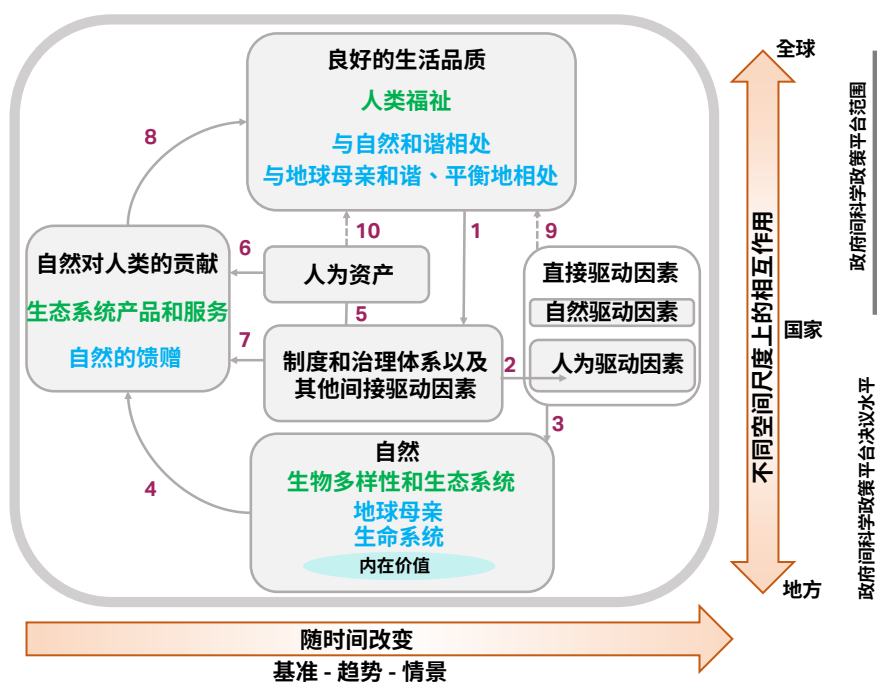 良好的生活品质
人类福祉
与自然和谐相处
与地球母亲和谐、平衡地相处
8
10
1
9
6
自然对人类的贡献
生态系统产品和服务
自然的馈赠
人为资产
5
7
制度和治理体系以及
其他间接驱动因素
2
直接驱动因素
自然驱动因素
人为驱动因素
3
4
自然
生物多样性和生态系统
地球母亲
生命系统
内在价值
全球
国家
地方
不同空间尺度上的相互作用
政府间科学政策平台范围
政府间科学政策平台决议水平
随时间改变
基准 - 趋势 - 情景